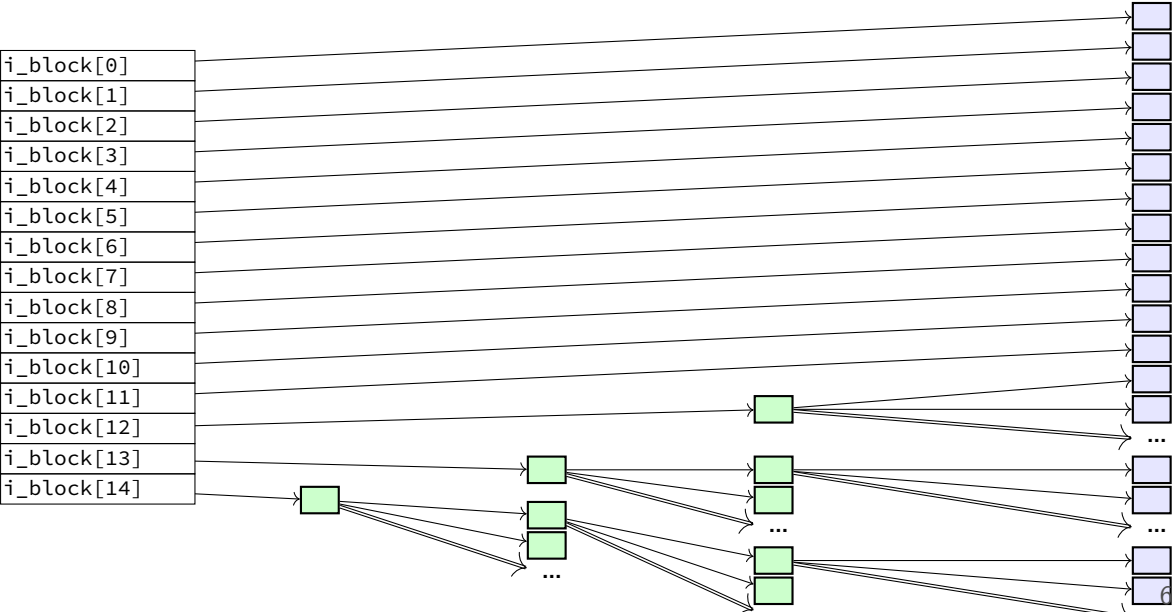 i_block[0]
i_block[1]
i_block[2]
i_block[3]
i_block[4]
i_block[5]
i_block[6]
i_block[7]
i_block[8]
i_block[9]
i_block[10]
i_block[11]
i_block[12]
...
i_block[13]
i_block[14]
...
...
...
6